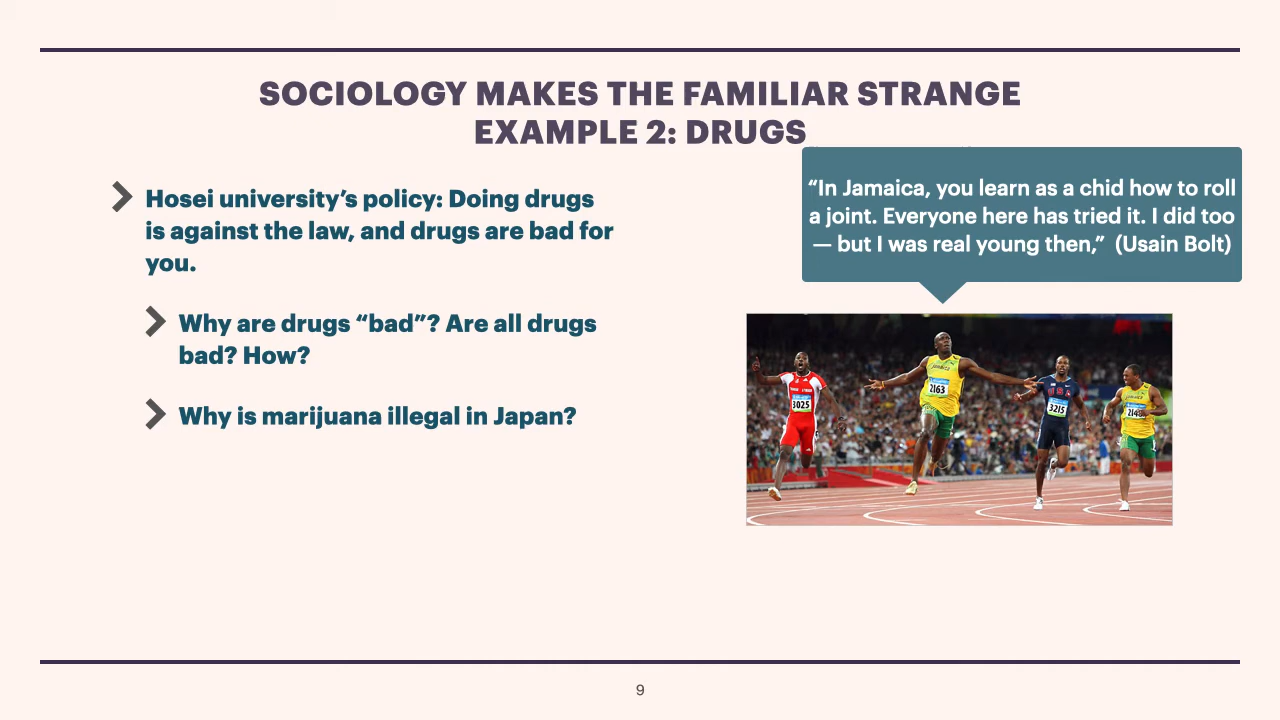 SOCIOLOGY MAKES THE FAMILIAR STRANGE
EXAMPLE 2: DRUGS
Hosei university’s policy: Doing drugs
is against the law, and drugs are bad for
you.
Why are drugs “bad”? Are all drugs
bad? How?
Why is marijuana illegal in Japan?
“In Jamaica, you learn as a chid how to roll
a joint. Everyone here has tried it. I did too
— but I was real young then,” (Usain Bolt)
3025
JAMAICA
2163
USA
3215
9